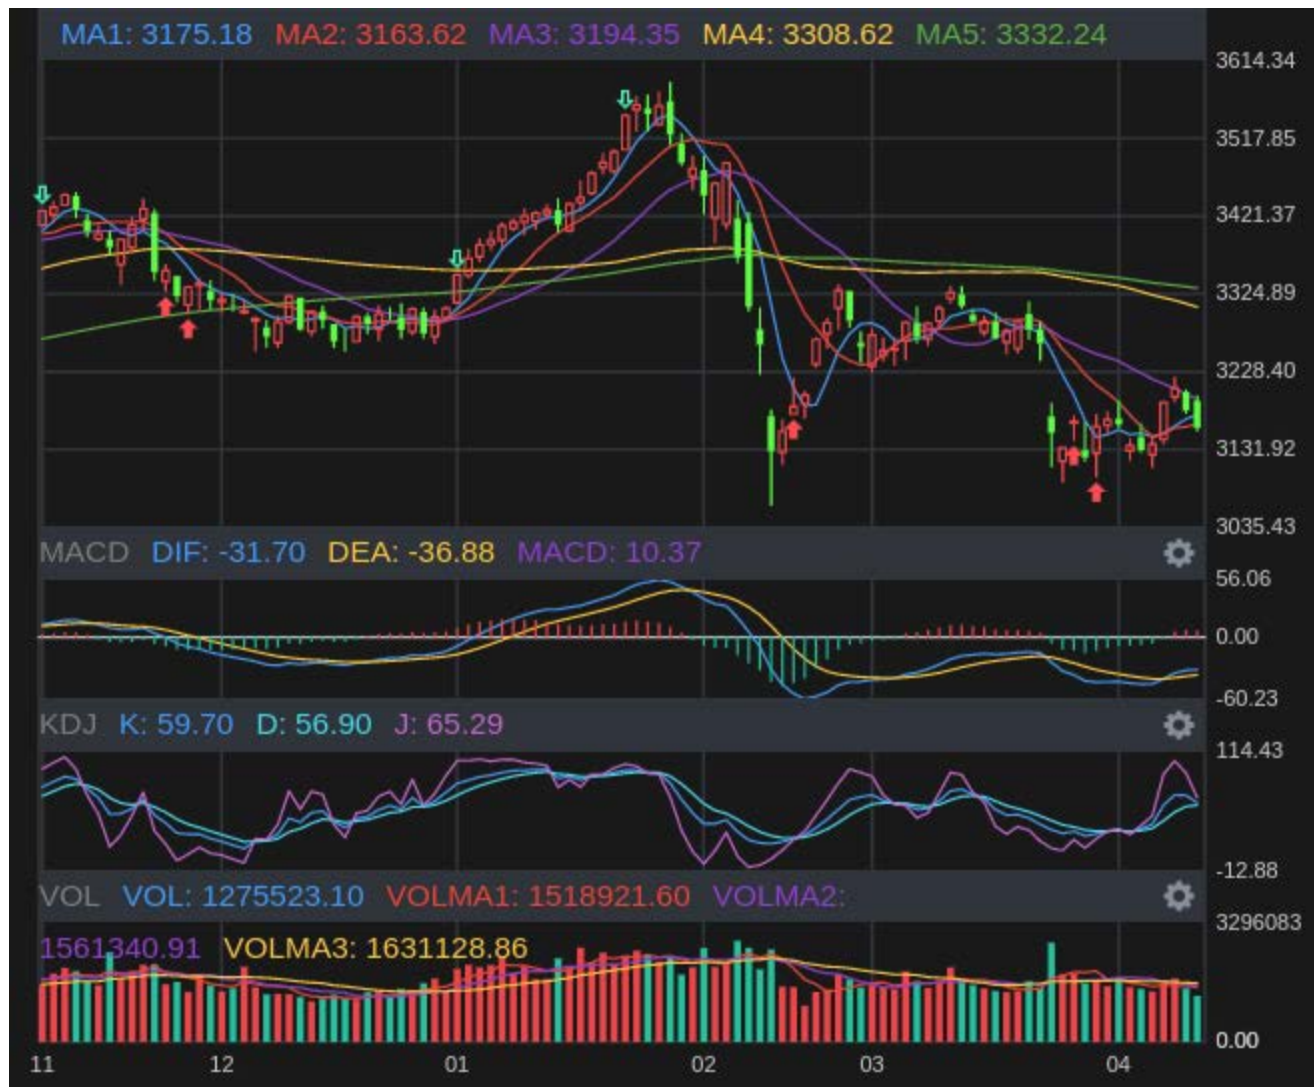 MA1: 3175.18 MA2: 3163.62 MA3: 3194.35 MA4: 3308.62 MA5: 3332.24
3614.34
3517.85
3421.37
3324.89
3228.40
3131.92
3035.43
MACD DIF: -31.70 DEA: -36.88 MACD: 10.37
56.06
0.00
-60.23
KDJ K: 59.70 D: 56.90 J: 65.29
114.43
-12.88
VOL VOL: 1275523.10 VOLMA1: 1518921.60 VOLMA2:
3296083
1561340.91 VOLMA3: 1631128.86
0.00
11 12 01 02 03 04